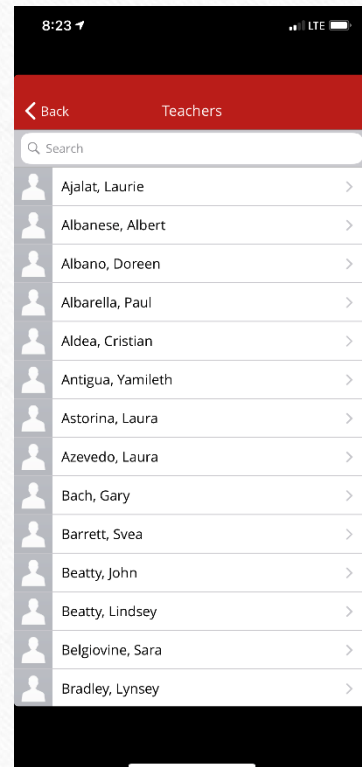 8:23
LTE
Back
Teachers
Search
Ajalat, Laurie
Albanese, Albert
Albano, Doreen
Albarella, Paul
Aldea, Cristian
Antigua, Yamileth
Astorina, Laura
Azevedo, Laura
Bach, Gary
Barrett, Svea
Beatty, John
Beatty, Lindsey
Belgiovine, Sara
Bradley, Lynsey